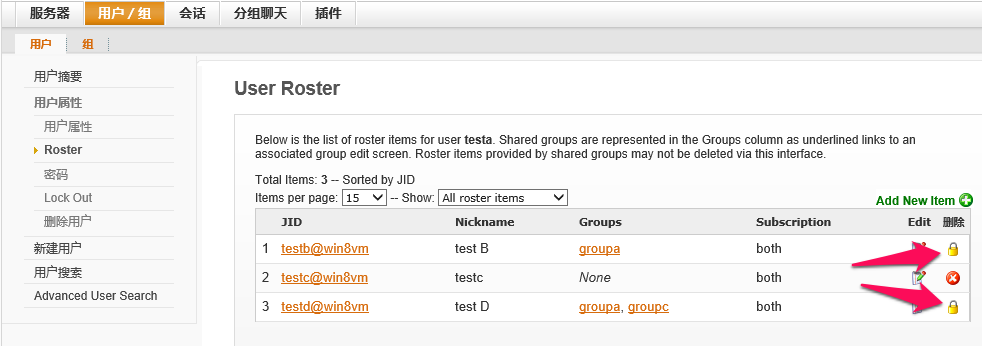 服务器 用户 / 组 会话 分组聊天 插件
用户 组
用户摘要
用户属性
用户属性
Roster
密码
Lock Out
删除用户
新建用户
用户搜索
Advanced User Search
User Roster
Below is the list of roster items for user testa. Shared groups are represented in the Groups column as underlined links to an
associated group edit screen. Roster items provided by shared groups may not be deleted via this interface.
Total Items: 3 -- Sorted by JID
Items per page: 15 -- Show: All roster items
Add New Item
JID Nickname Groups Subscription Edit 删除
1 testb@win8vm test B groupa both
2 testc@win8vm testc None both
3 testd@win8vm test D groupa, groupc both